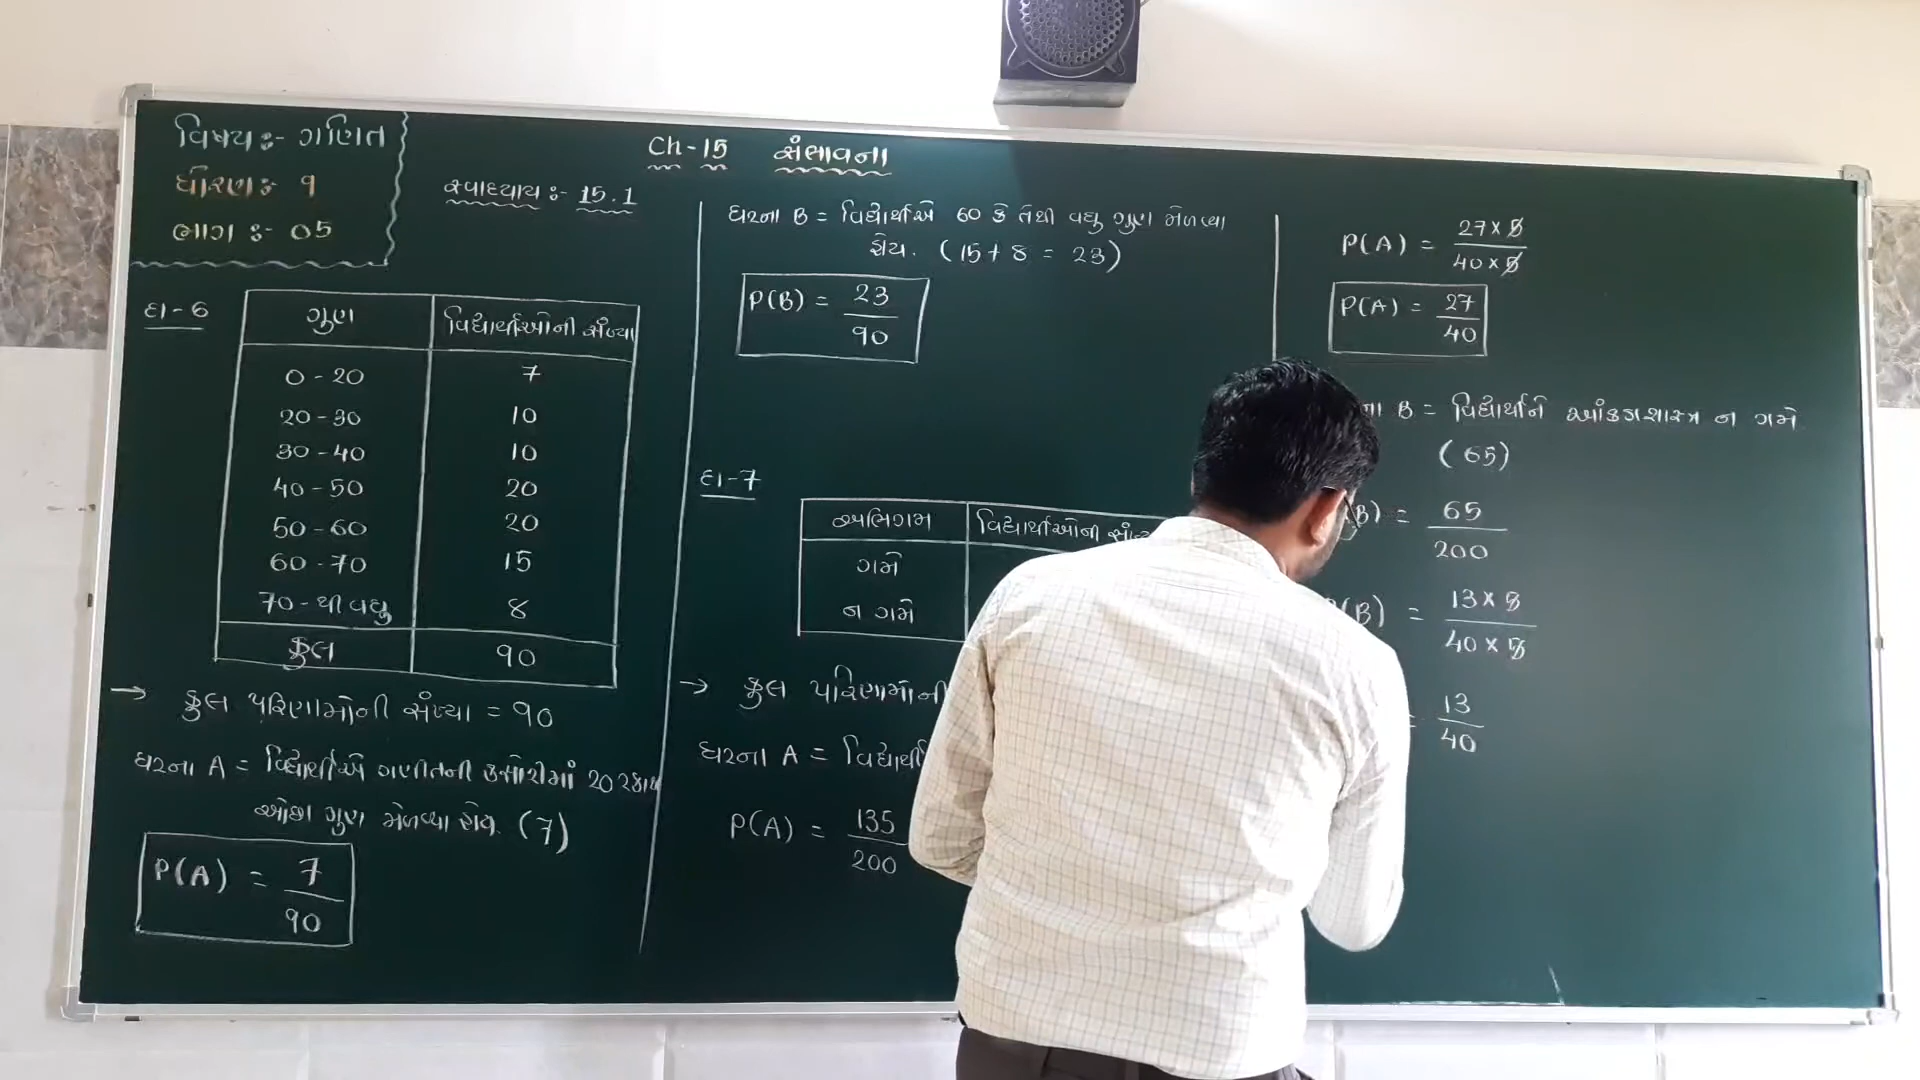 વિષય :- ગણિત
ધોરણ : ૧
ભાગ :- 05
Ch-15 સંભાવના
સ્વાધ્યાય :- 15.1
દા-6
ગુણ વિદ્યાર્થીઓની સંખ્યા
0-20 7
20-30 10
30-40 10
40-50 20
50-60 20
60-70 15
70-થી વધુ 8
કુલ 90
→ કુલ પરિણામોની સંખ્યા = 90
ઘટના A = વિદ્યાર્થીએ ગણીતની કસોટીમાં 20 ટકાથી
ઓછા ગુણ મેળવ્યા હોય. (7)
P(A) = 7/90
ઘટના B = વિદ્યાર્થીએ 60 કે તેથી વધુ ગુણ મેળવ્યા
હોય. (15+8 = 23)
P(B) = 23/90
દા-7
અભિગમ વિદ્યાર્થીઓની
ગમે
ન ગમે
→ કુલ પરિણામોની
ઘટના A =
P(A) = 135/200
P(A) = 27×5/40×5
P(A) = 27/40
B = વિદ્યાર્થીને આંકડાશાસ્ત્ર ન ગમે
(65)
B) = 65/200
(B) = 13×5/40×5
= 13/40